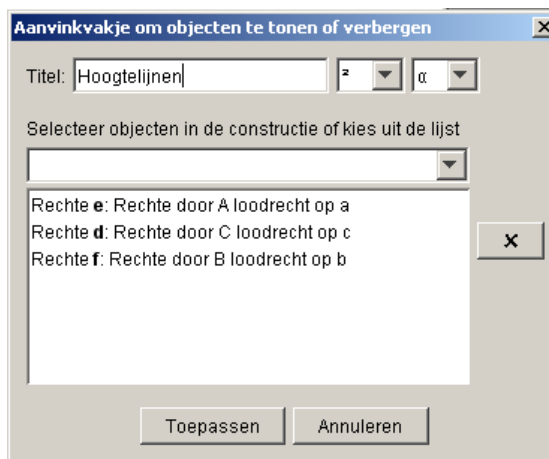 Aanvinkvakje om objecten te tonen of verbergen
Titel: Hoogtelijnen ² α
Selecteer objecten in de constructie of kies uit de lijst
Rechte e: Rechte door A loodrecht op a
Rechte d: Rechte door C loodrecht op c
Rechte f: Rechte door B loodrecht op b
x
Toepassen Annuleren